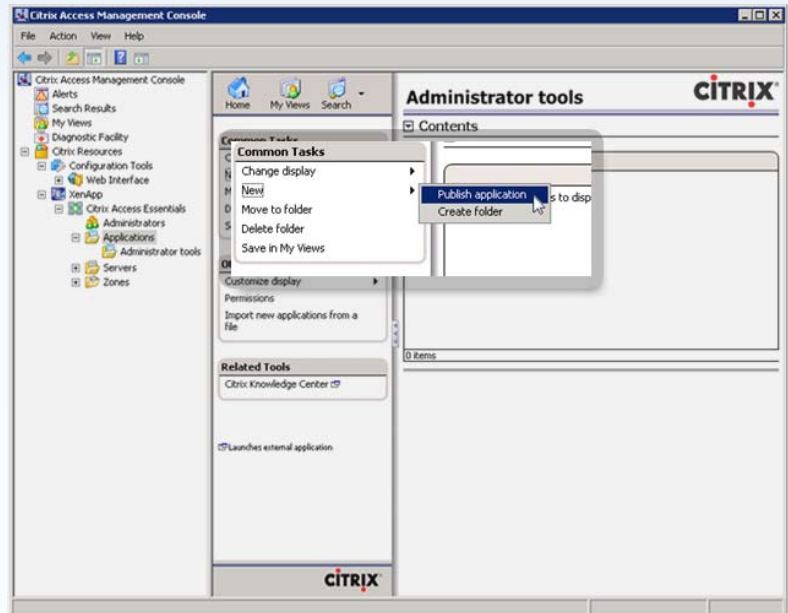 Citrix Access Management Console
File Action View Help
Citrix Access Management Console
Alerts
Search Results
My Views
Diagnostic Facility
Citrix Resources
Configuration Tools
Web Interface
XenApp
Citrix Access Essentials
Administrators
Applications
Administrator tools
Servers
Zones
Home My Views Search
Common Tasks
Common Tasks
Change display
New
Move to folder
Delete folder
Save in My Views
Publish application
Create folder
Customize display
Permissions
Import new applications from a
file
Related Tools
Citrix Knowledge Center
Launches external application
CITRIX
Administrator tools
CITRIX
Contents
s to disp
0 items